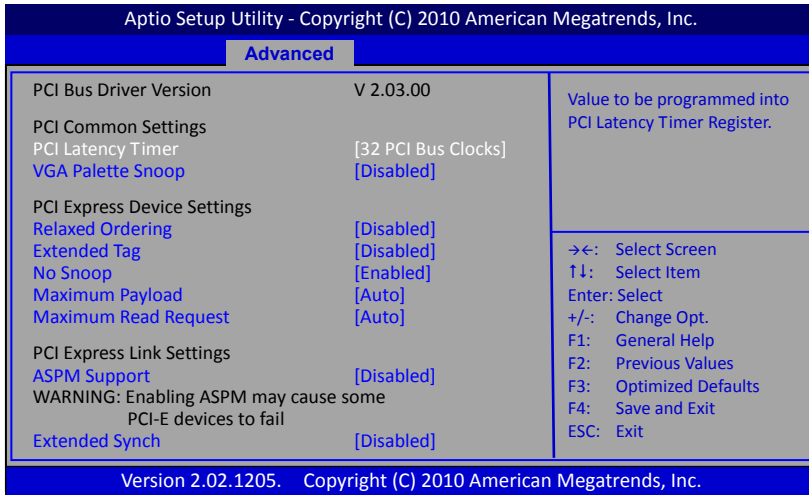 Aptio Setup Utility - Copyright (C) 2010 American Megatrends, Inc.
Advanced
PCI Bus Driver Version V 2.03.00
PCI Common Settings
PCI Latency Timer [32 PCI Bus Clocks]
VGA Palette Snoop [Disabled]
PCI Express Device Settings
Relaxed Ordering [Disabled]
Extended Tag [Disabled]
No Snoop [Enabled]
Maximum Payload [Auto]
Maximum Read Request [Auto]
PCI Express Link Settings
ASPM Support [Disabled]
WARNING: Enabling ASPM may cause some
PCI-E devices to fail
Extended Synch [Disabled]
Value to be programmed into
PCI Latency Timer Register.
→←: Select Screen
↑↓: Select Item
Enter: Select
+/-: Change Opt.
F1: General Help
F2: Previous Values
F3: Optimized Defaults
F4: Save and Exit
ESC: Exit
Version 2.02.1205. Copyright (C) 2010 American Megatrends, Inc.